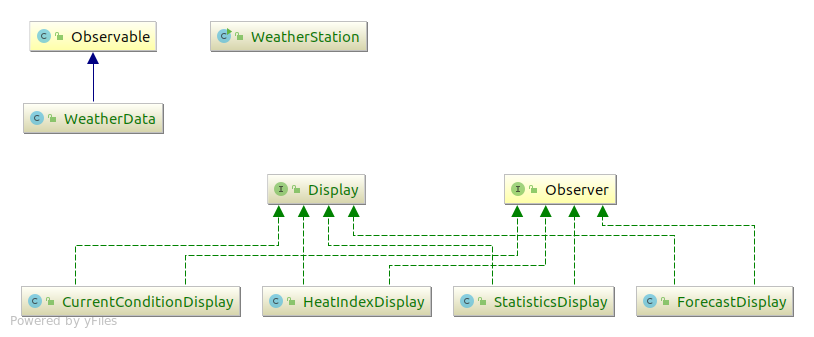 Observable
WeatherStation
WeatherData
Display
Observer
CurrentConditionDisplay
HeatIndexDisplay
StatisticsDisplay
ForecastDisplay
Powered by yFiles